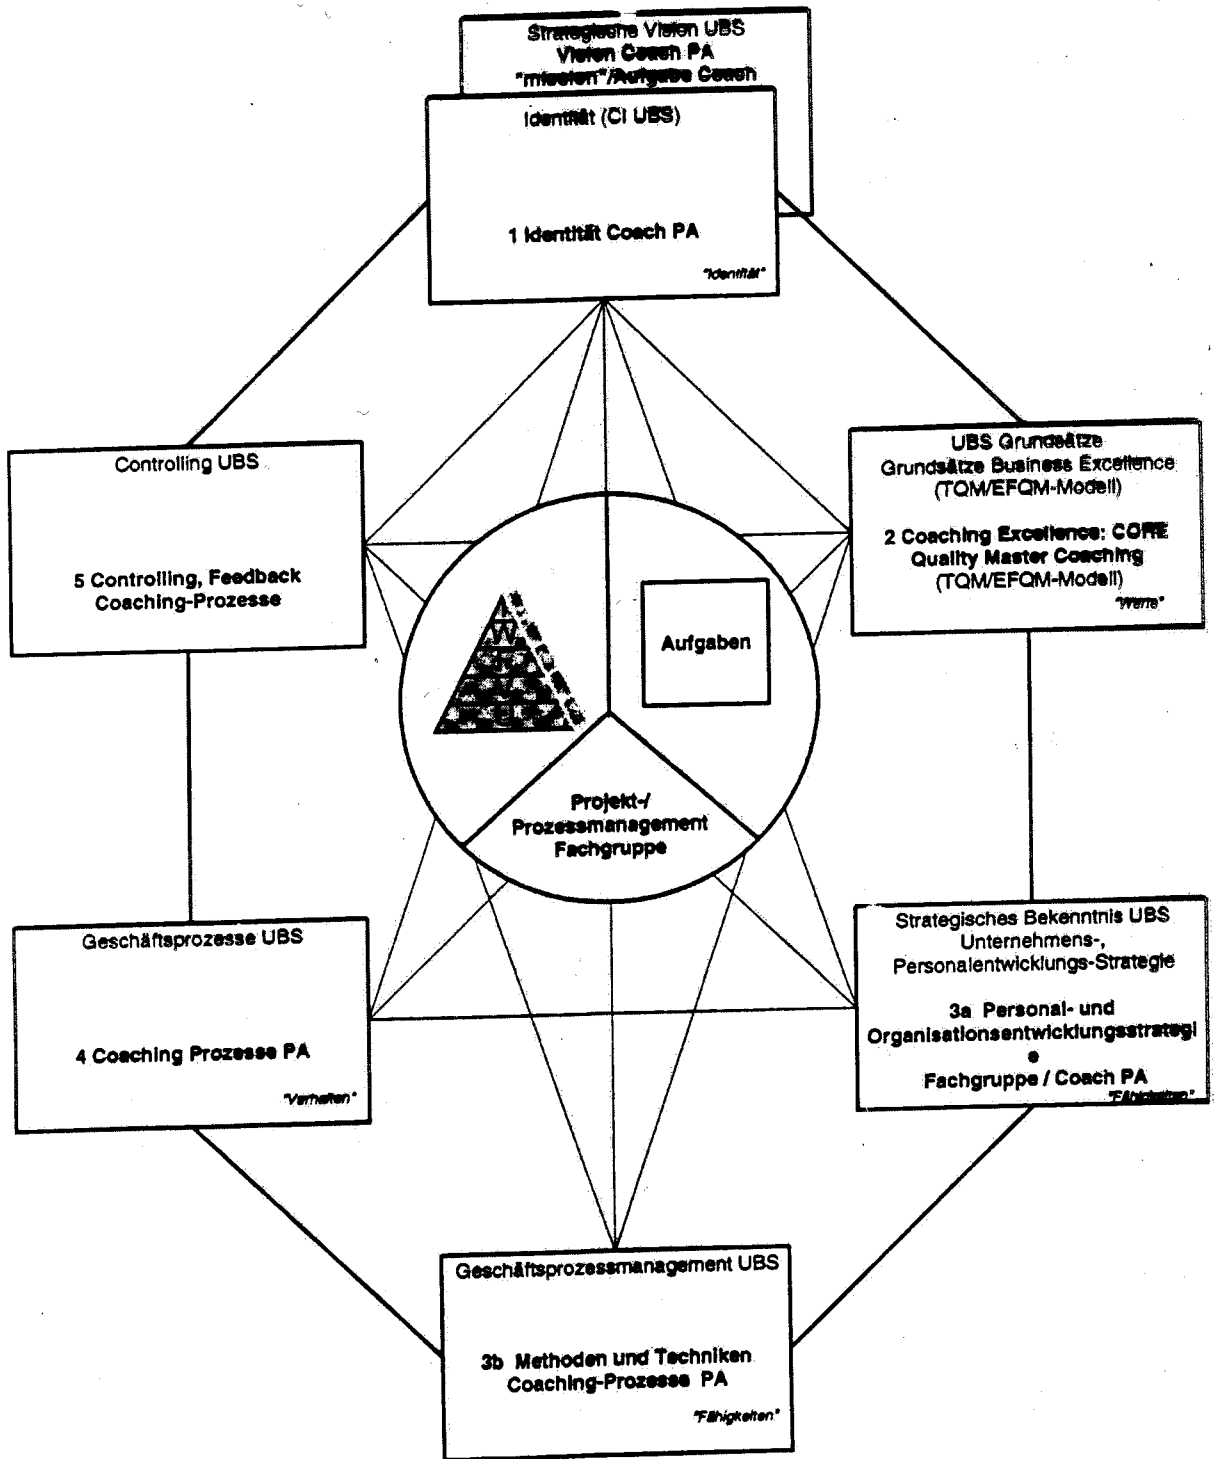 Strategische Vision UBS
Vision Coach PA
"mission"/Aufgabe Coach
Identität (CI UBS)
1 Identität Coach PA
"Identität"
Controlling UBS
5 Controlling, Feedback
Coaching-Prozesse
UBS Grundsätze
Grundsätze Business Excellence
(TQM/EFQM-Modell)
2 Coaching Excellence: CORE
Quality Master Coaching
(TQM/EFQM-Modell)
"Werte"
I
W
F
V
Aufgaben
Projekt-/
Prozessmanagement
Fachgruppe
Geschäftsprozesse UBS
4 Coaching Prozesse PA
"Verhalten"
Strategisches Bekenntnis UBS
Unternehmens-,
Personalentwicklungs-Strategie
3a Personal- und
Organisationsentwicklungsstrategi
e
Fachgruppe / Coach PA
"Fähigkeiten"
Geschäftsprozessmanagement UBS
3b Methoden und Techniken
Coaching-Prozesse PA
"Fähigkeiten"